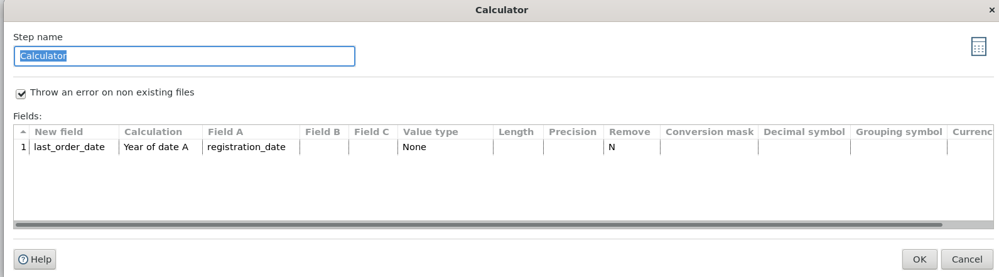 Calculator
Step name
Calculator
Throw an error on non existing files
Fields:
New field Calculation Field A Field B Field C Value type Length Precision Remove Conversion mask Decimal symbol Grouping symbol Currenc
1 last_order_date Year of date A registration_date None N
Help OK Cancel